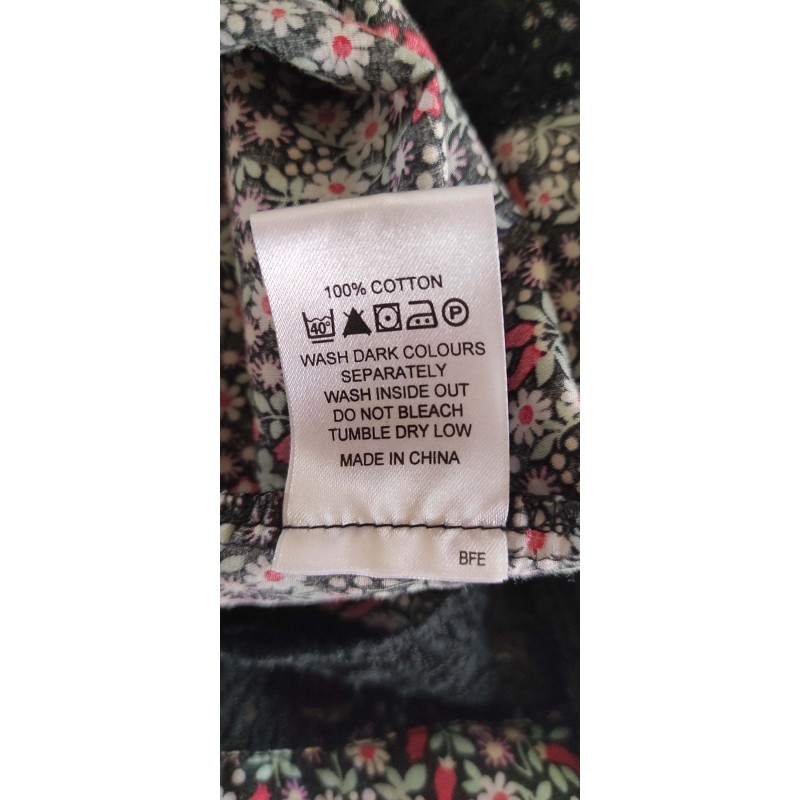 100% COTTON
40° P
WASH DARK COLOURS
SEPARATELY
WASH INSIDE OUT
DO NOT BLEACH
TUMBLE DRY LOW
MADE IN CHINA
BFE